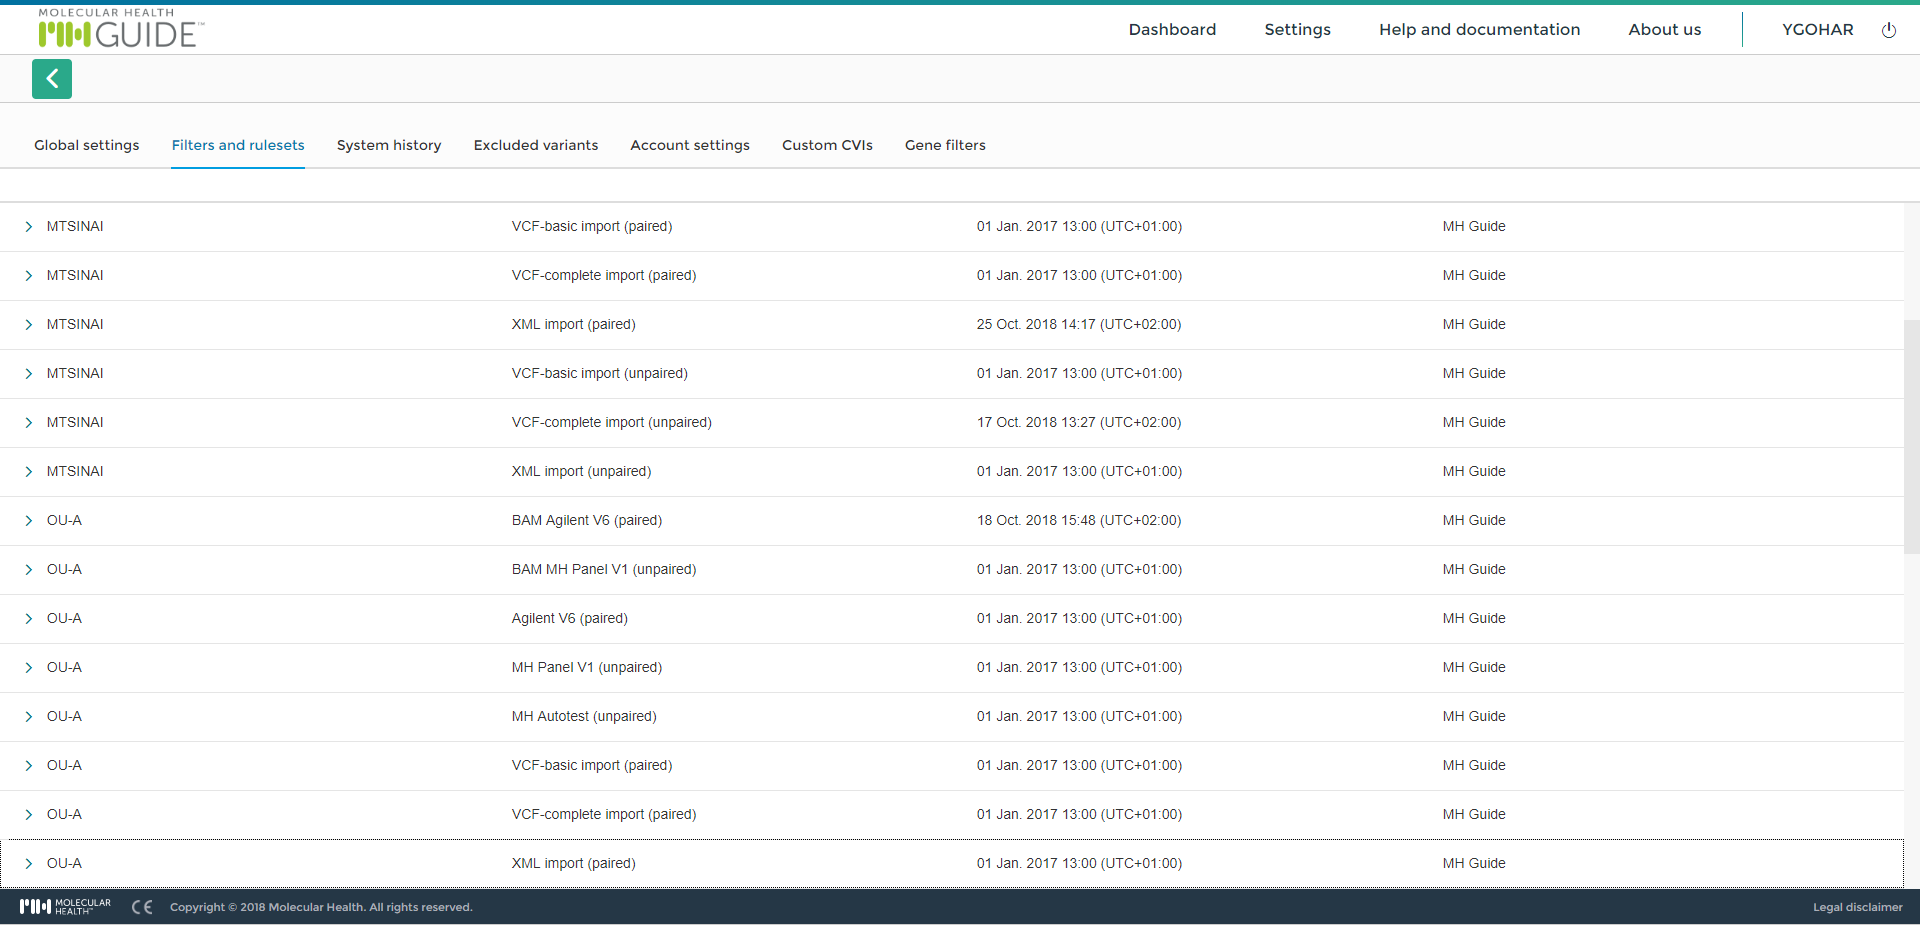 MOLECULAR HEALTH
GUIDE™
Dashboard Settings Help and documentation About us YGOHAR
Global settings Filters and rulesets System history Excluded variants Account settings Custom CVIs Gene filters
MTSINAI VCF-basic import (paired) 01 Jan. 2017 13:00 (UTC+01:00) MH Guide
MTSINAI VCF-complete import (paired) 01 Jan. 2017 13:00 (UTC+01:00) MH Guide
MTSINAI XML import (paired) 25 Oct. 2018 14:17 (UTC+02:00) MH Guide
MTSINAI VCF-basic import (unpaired) 01 Jan. 2017 13:00 (UTC+01:00) MH Guide
MTSINAI VCF-complete import (unpaired) 17 Oct. 2018 13:27 (UTC+02:00) MH Guide
MTSINAI XML import (unpaired) 01 Jan. 2017 13:00 (UTC+01:00) MH Guide
OU-A BAM Agilent V6 (paired) 18 Oct. 2018 15:48 (UTC+02:00) MH Guide
OU-A BAM MH Panel V1 (unpaired) 01 Jan. 2017 13:00 (UTC+01:00) MH Guide
OU-A Agilent V6 (paired) 01 Jan. 2017 13:00 (UTC+01:00) MH Guide
OU-A MH Panel V1 (unpaired) 01 Jan. 2017 13:00 (UTC+01:00) MH Guide
OU-A MH Autotest (unpaired) 01 Jan. 2017 13:00 (UTC+01:00) MH Guide
OU-A VCF-basic import (paired) 01 Jan. 2017 13:00 (UTC+01:00) MH Guide
OU-A VCF-complete import (paired) 01 Jan. 2017 13:00 (UTC+01:00) MH Guide
OU-A XML import (paired) 01 Jan. 2017 13:00 (UTC+01:00) MH Guide
MOLECULAR
HEALTH™
CE Copyright © 2018 Molecular Health. All rights reserved. Legal disclaimer